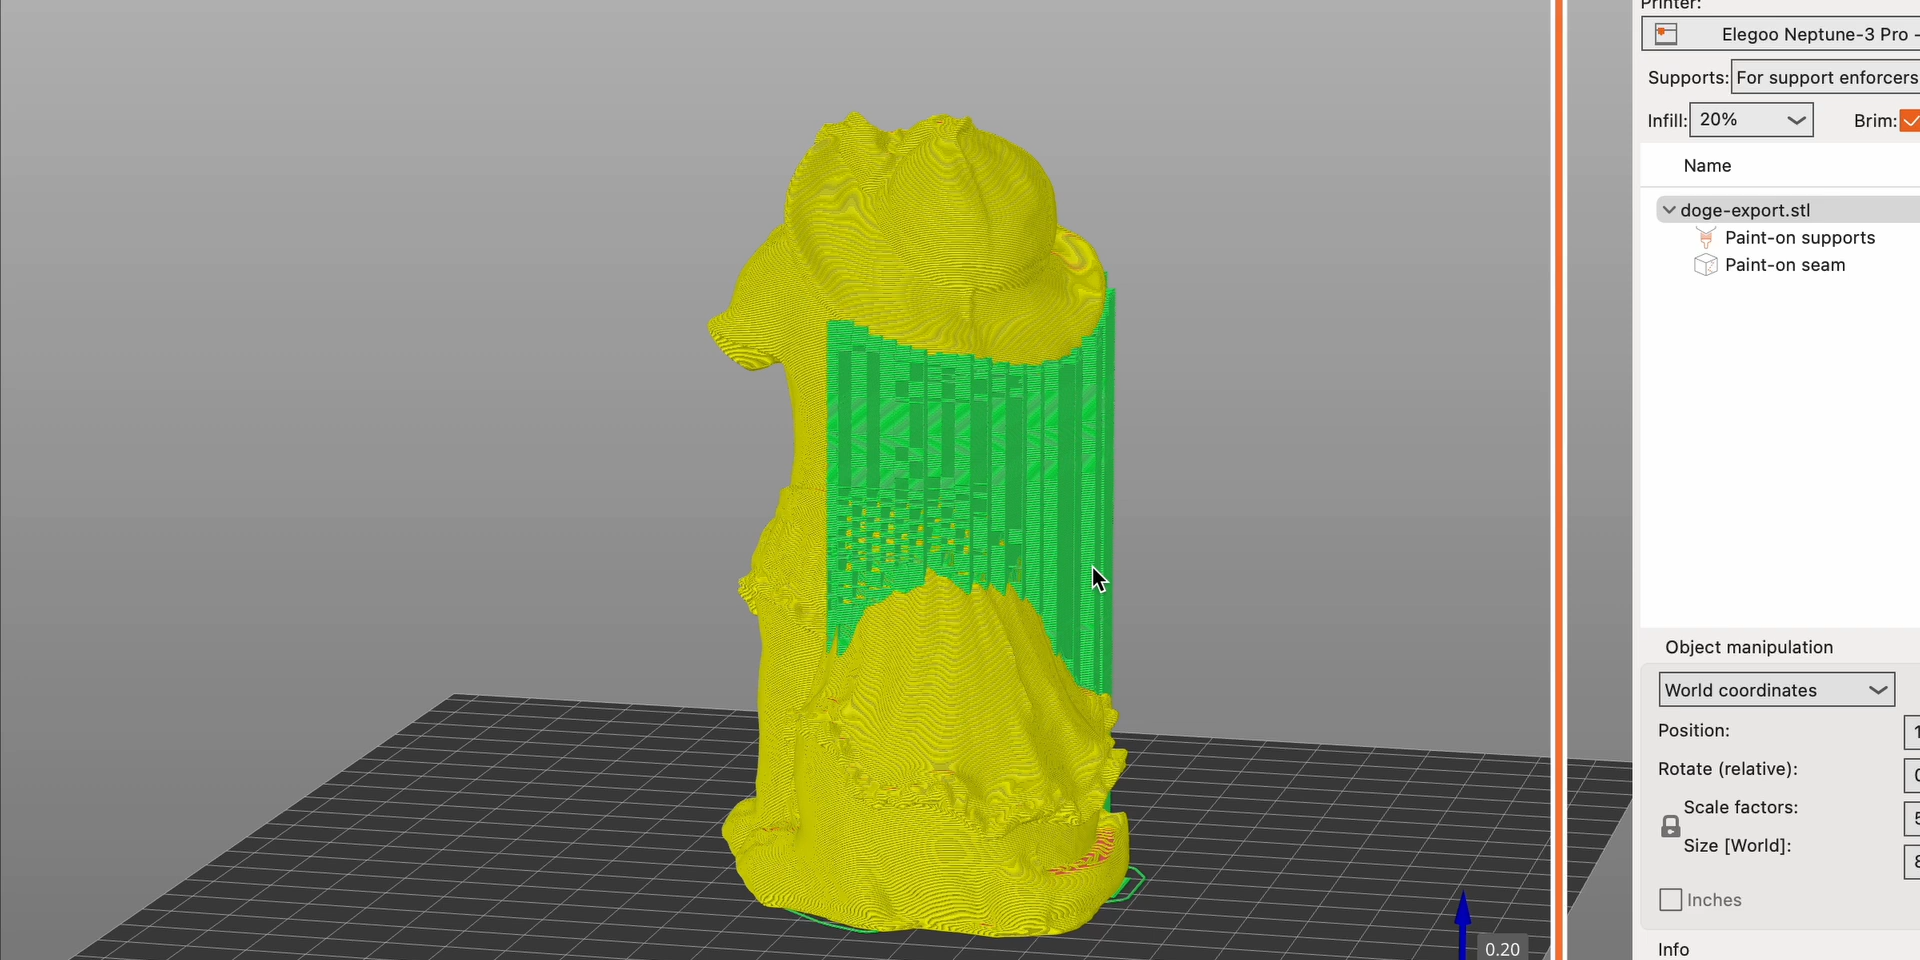 Printer:
Elegoo Neptune-3 Pro -
Supports: For support enforcers
Infill: 20% Brim:
Name
doge-export.stl
Paint-on supports
Paint-on seam
Object manipulation
World coordinates
Position:
Rotate (relative):
Scale factors:
Size [World]:
Inches
0.20
Info